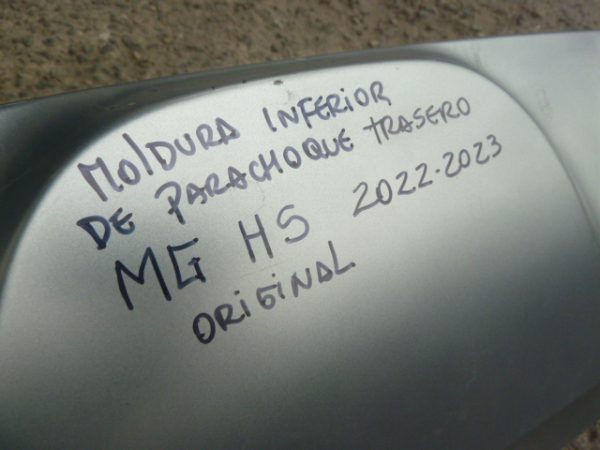 MOLDURA INFERIOR
DE PARACHOQUE TRASERO
MG HS 2022-2023
ORIGINAL